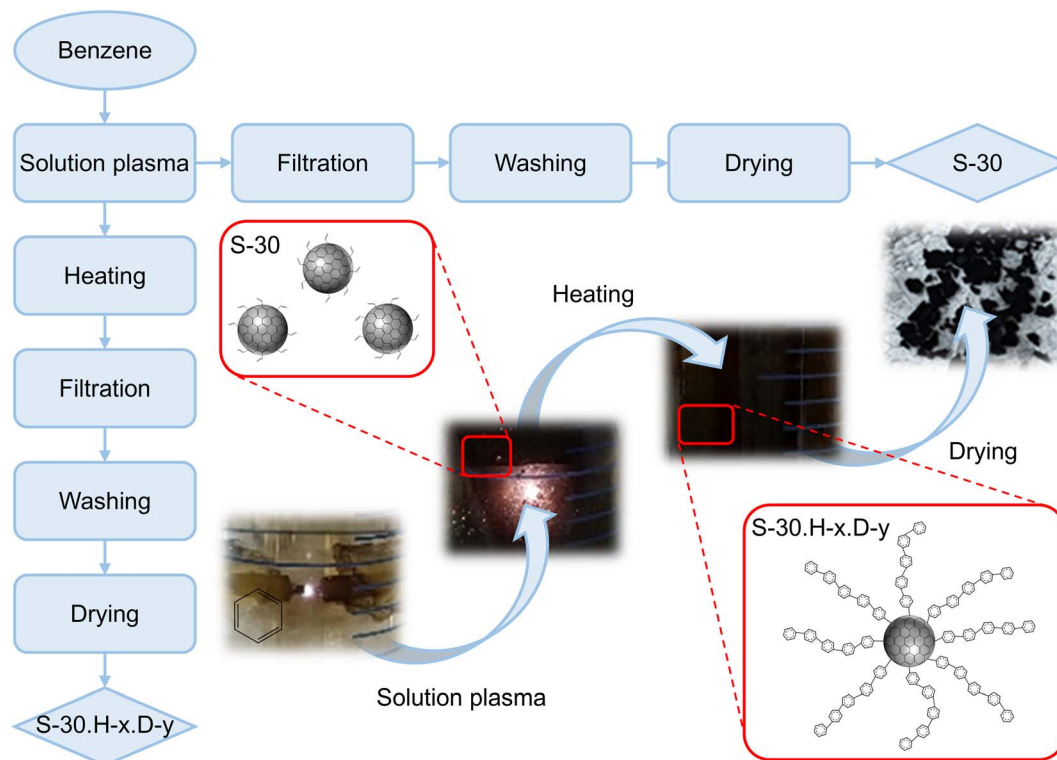 Benzene
Solution plasma
Filtration
Washing
Drying
S-30
Heating
Filtration
Washing
Drying
S-30.H-x.D-y
S-30
Heating
Drying
Solution plasma
S-30.H-x.D-y